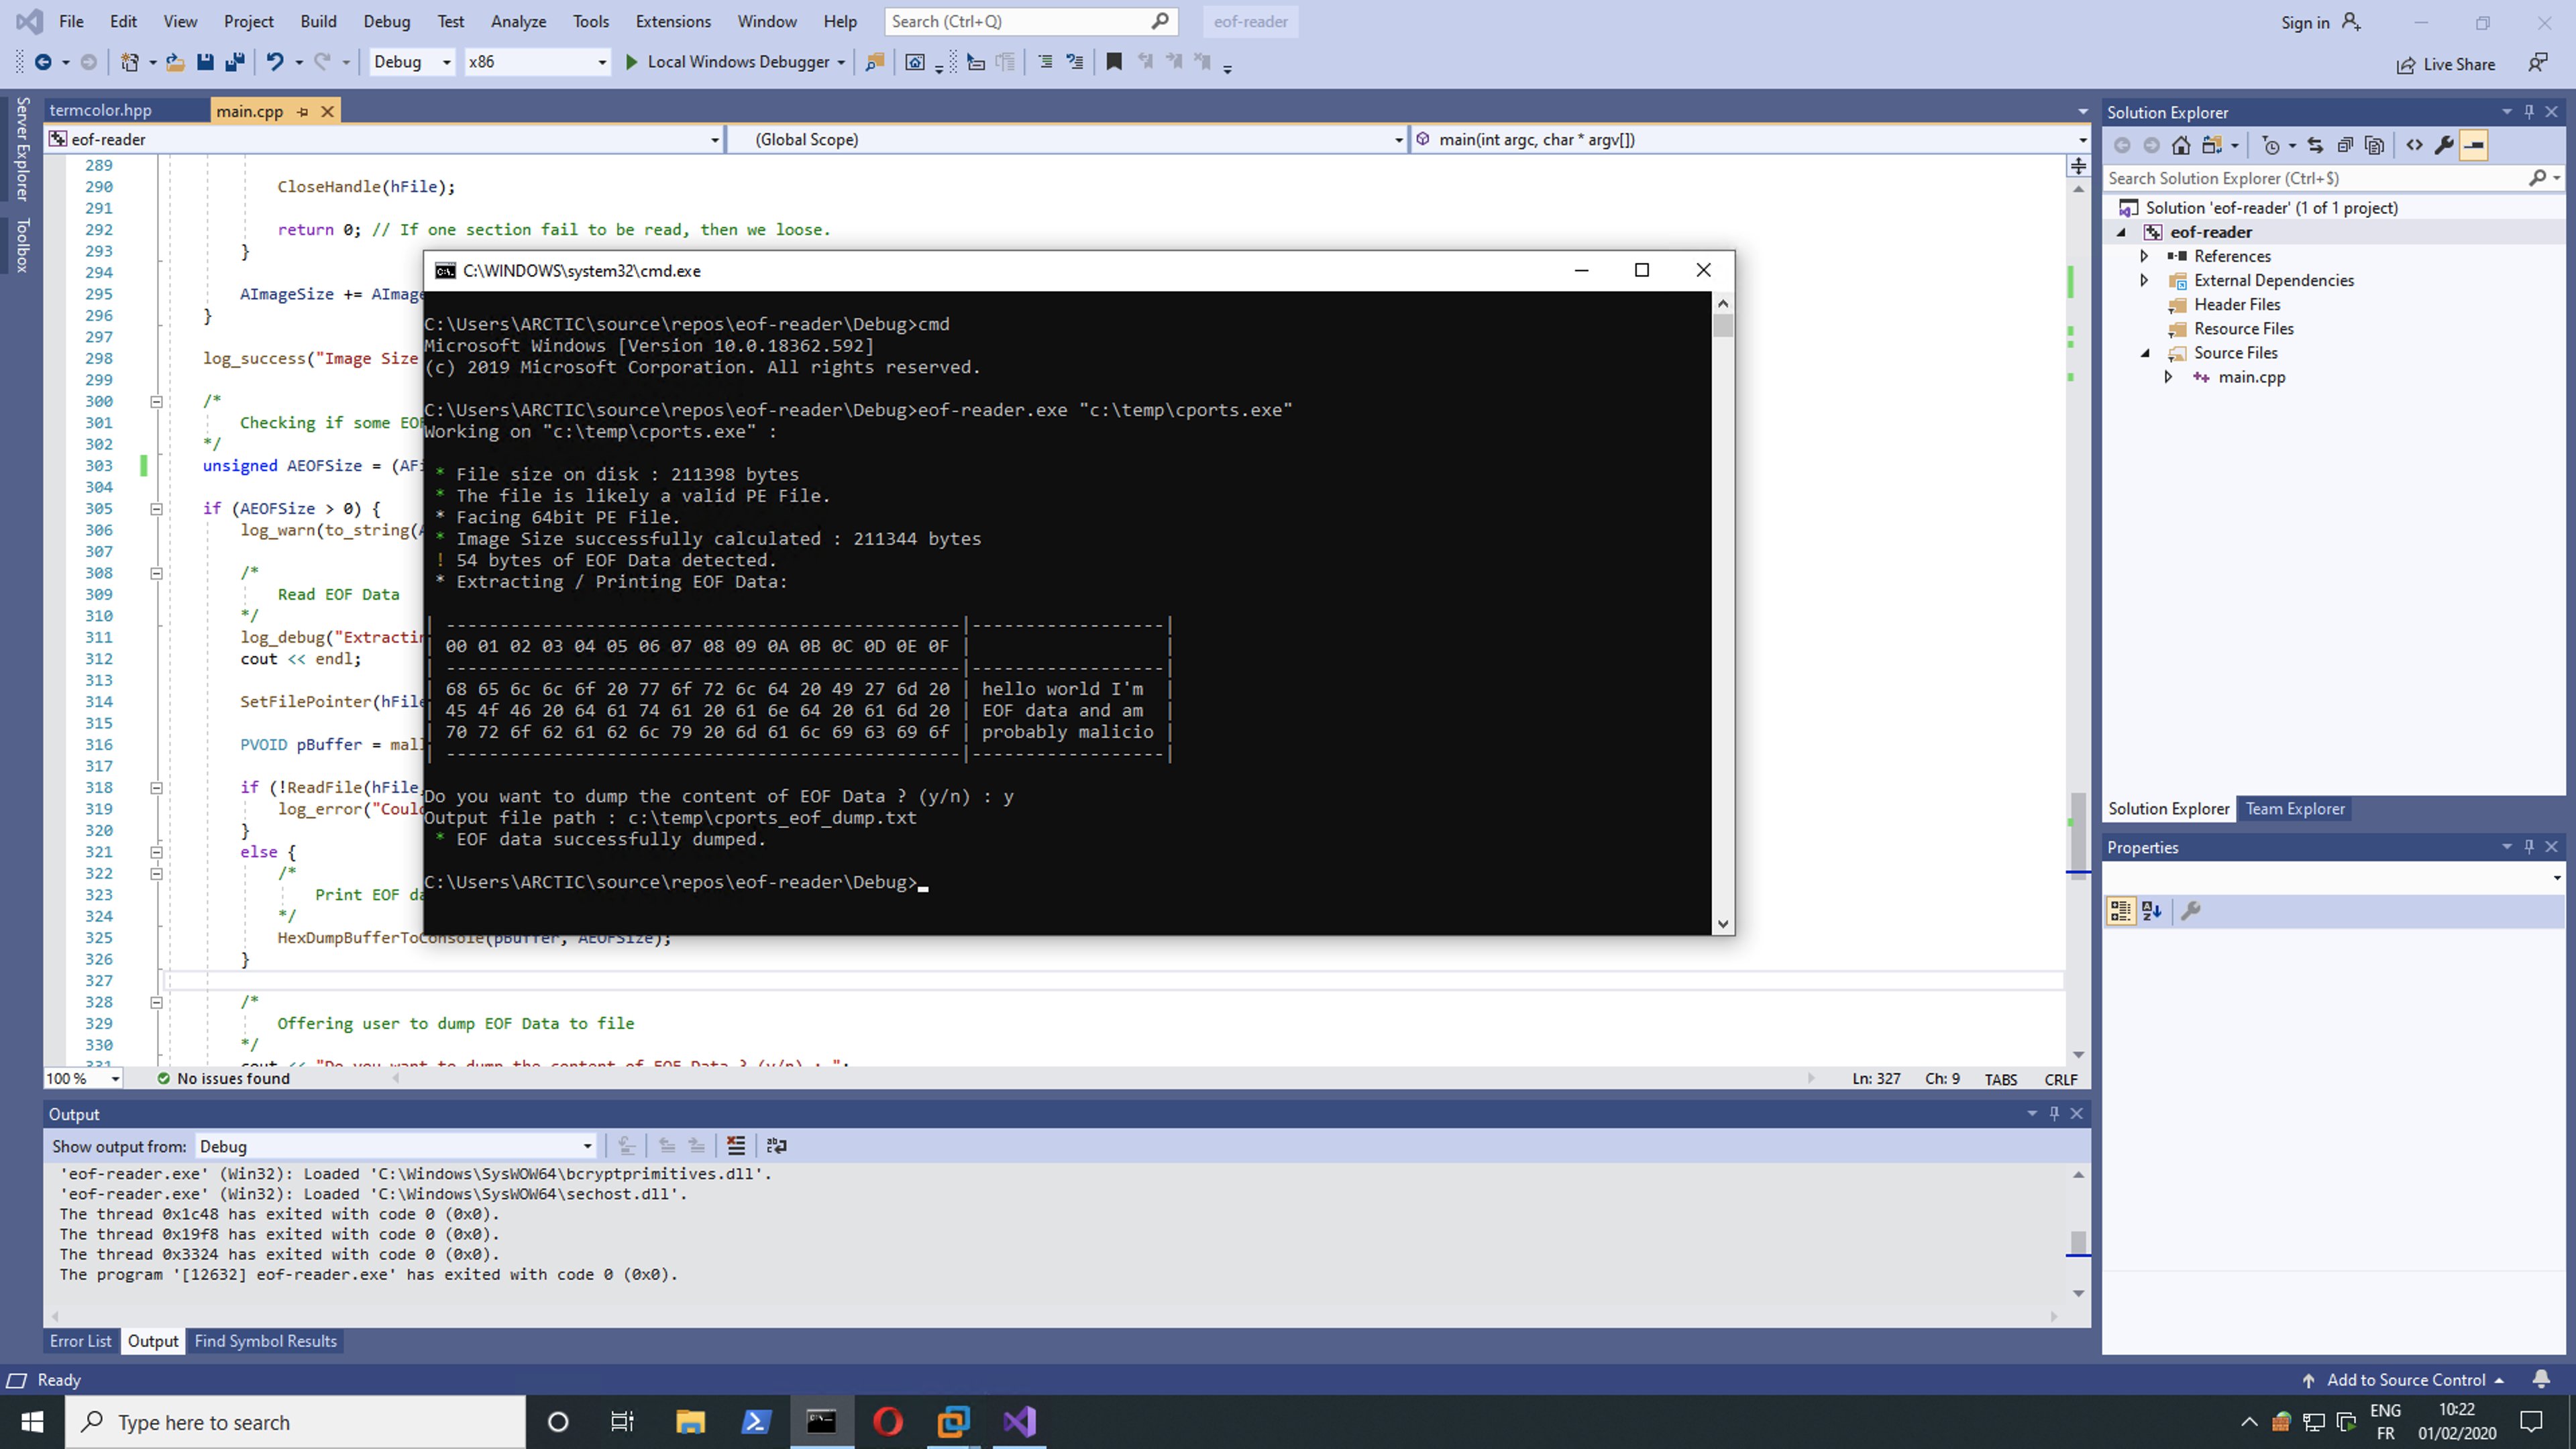 File Edit View Project Build Debug Test Analyze Tools Extensions Window Help Search (Ctrl+Q) eof-reader Sign in
Debug x86 Local Windows Debugger Live Share
Server Explorer
Toolbox
termcolor.hpp main.cpp
eof-reader (Global Scope) main(int argc, char * argv[])
289
290 CloseHandle(hFile);
291
292 return 0; // If one section fail to be read, then we loose.
293 }
294
295 AImageSize += AImage
296 }
297
298 log_success("Image Size
299
300 /*
301 Checking if some EOF
302 */
303 unsigned AEOFSize = (AFi
304
305 if (AEOFSize > 0) {
306 log_warn(to_string(A
307
308 /*
309 Read EOF Data
310 */
311 log_debug("Extractin
312 cout << endl;
313
314 SetFilePointer(hFile
315
316 PVOID pBuffer = mall
317
318 if (!ReadFile(hFile,
319 log_error("Coul
320 }
321 else {
322 /*
323 Print EOF da
324 */
325 HexDumpBufferToConsole(pBuffer, AEOFSize);
326 }
327
328 /*
329 Offering user to dump EOF Data to file
330 */
331 cout << "Do you want to dump the content of EOF Data ? (y/n) : ";
C:\WINDOWS\system32\cmd.exe
C:\Users\ARCTIC\source\repos\eof-reader\Debug>cmd
Microsoft Windows [Version 10.0.18362.592]
(c) 2019 Microsoft Corporation. All rights reserved.
C:\Users\ARCTIC\source\repos\eof-reader\Debug>eof-reader.exe "c:\temp\cports.exe"
Working on "c:\temp\cports.exe" :
* File size on disk : 211398 bytes
* The file is likely a valid PE File.
* Facing 64bit PE File.
* Image Size successfully calculated : 211344 bytes
! 54 bytes of EOF Data detected.
* Extracting / Printing EOF Data:
| ------------------------------------------------|------------------|
| 00 01 02 03 04 05 06 07 08 09 0A 0B 0C 0D 0E 0F | |
| ------------------------------------------------|------------------|
| 68 65 6c 6c 6f 20 77 6f 72 6c 64 20 49 27 6d 20 | hello world I'm |
| 45 4f 46 20 64 61 74 61 20 61 6e 64 20 61 6d 20 | EOF data and am |
| 70 72 6f 62 61 62 6c 79 20 6d 61 6c 69 63 69 6f | probably malicio |
| ------------------------------------------------|------------------|
Do you want to dump the content of EOF Data ? (y/n) : y
Output file path : c:\temp\cports_eof_dump.txt
* EOF data successfully dumped.
C:\Users\ARCTIC\source\repos\eof-reader\Debug>_
100 % No issues found Ln: 327 Ch: 9 TABS CRLF
Output
Show output from: Debug
'eof-reader.exe' (Win32): Loaded 'C:\Windows\SysWOW64\bcryptprimitives.dll'.
'eof-reader.exe' (Win32): Loaded 'C:\Windows\SysWOW64\sechost.dll'.
The thread 0x1c48 has exited with code 0 (0x0).
The thread 0x19f8 has exited with code 0 (0x0).
The thread 0x3324 has exited with code 0 (0x0).
The program '[12632] eof-reader.exe' has exited with code 0 (0x0).
Error List Output Find Symbol Results
Solution Explorer
Search Solution Explorer (Ctrl+$)
Solution 'eof-reader' (1 of 1 project)
eof-reader
References
External Dependencies
Header Files
Resource Files
Source Files
main.cpp
Solution Explorer Team Explorer
Properties
Ready Add to Source Control
Type here to search
ENG
FR
10:22
01/02/2020